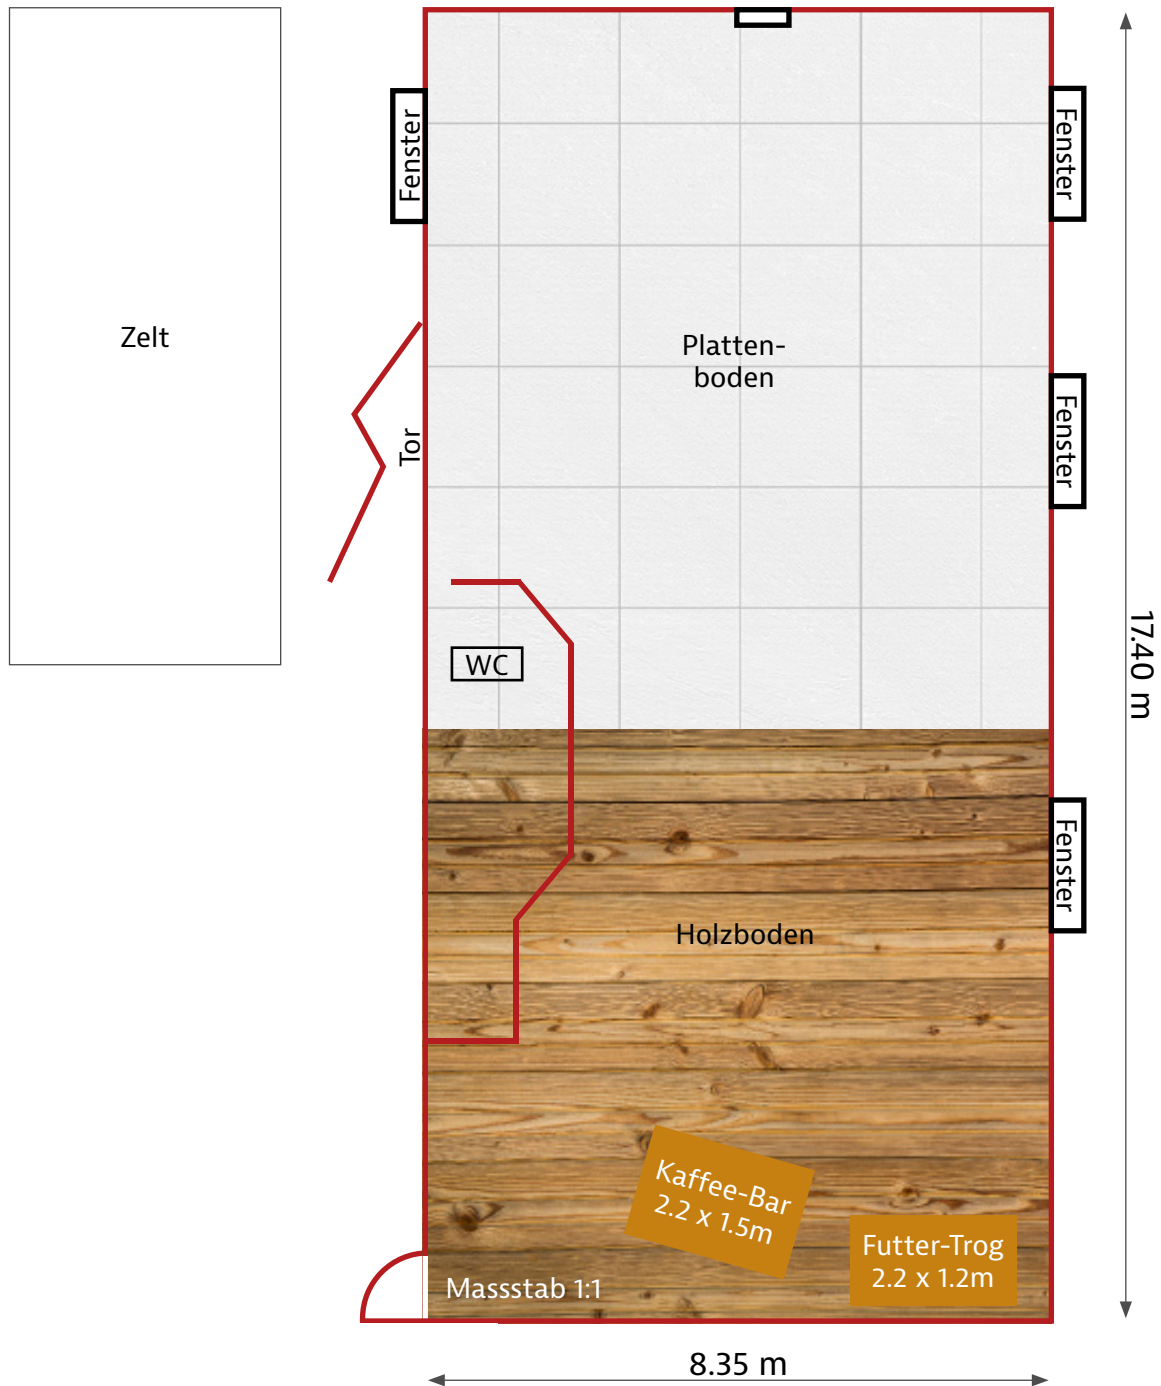 Fenster
Fenster
Zelt
Platten-
boden
Tor
Fenster
WC
17.40 m
Fenster
Holzboden
Kaffee-Bar
2.2 x 1.5m
Futter-Trog
2.2 x 1.2m
Massstab 1:1
8.35 m